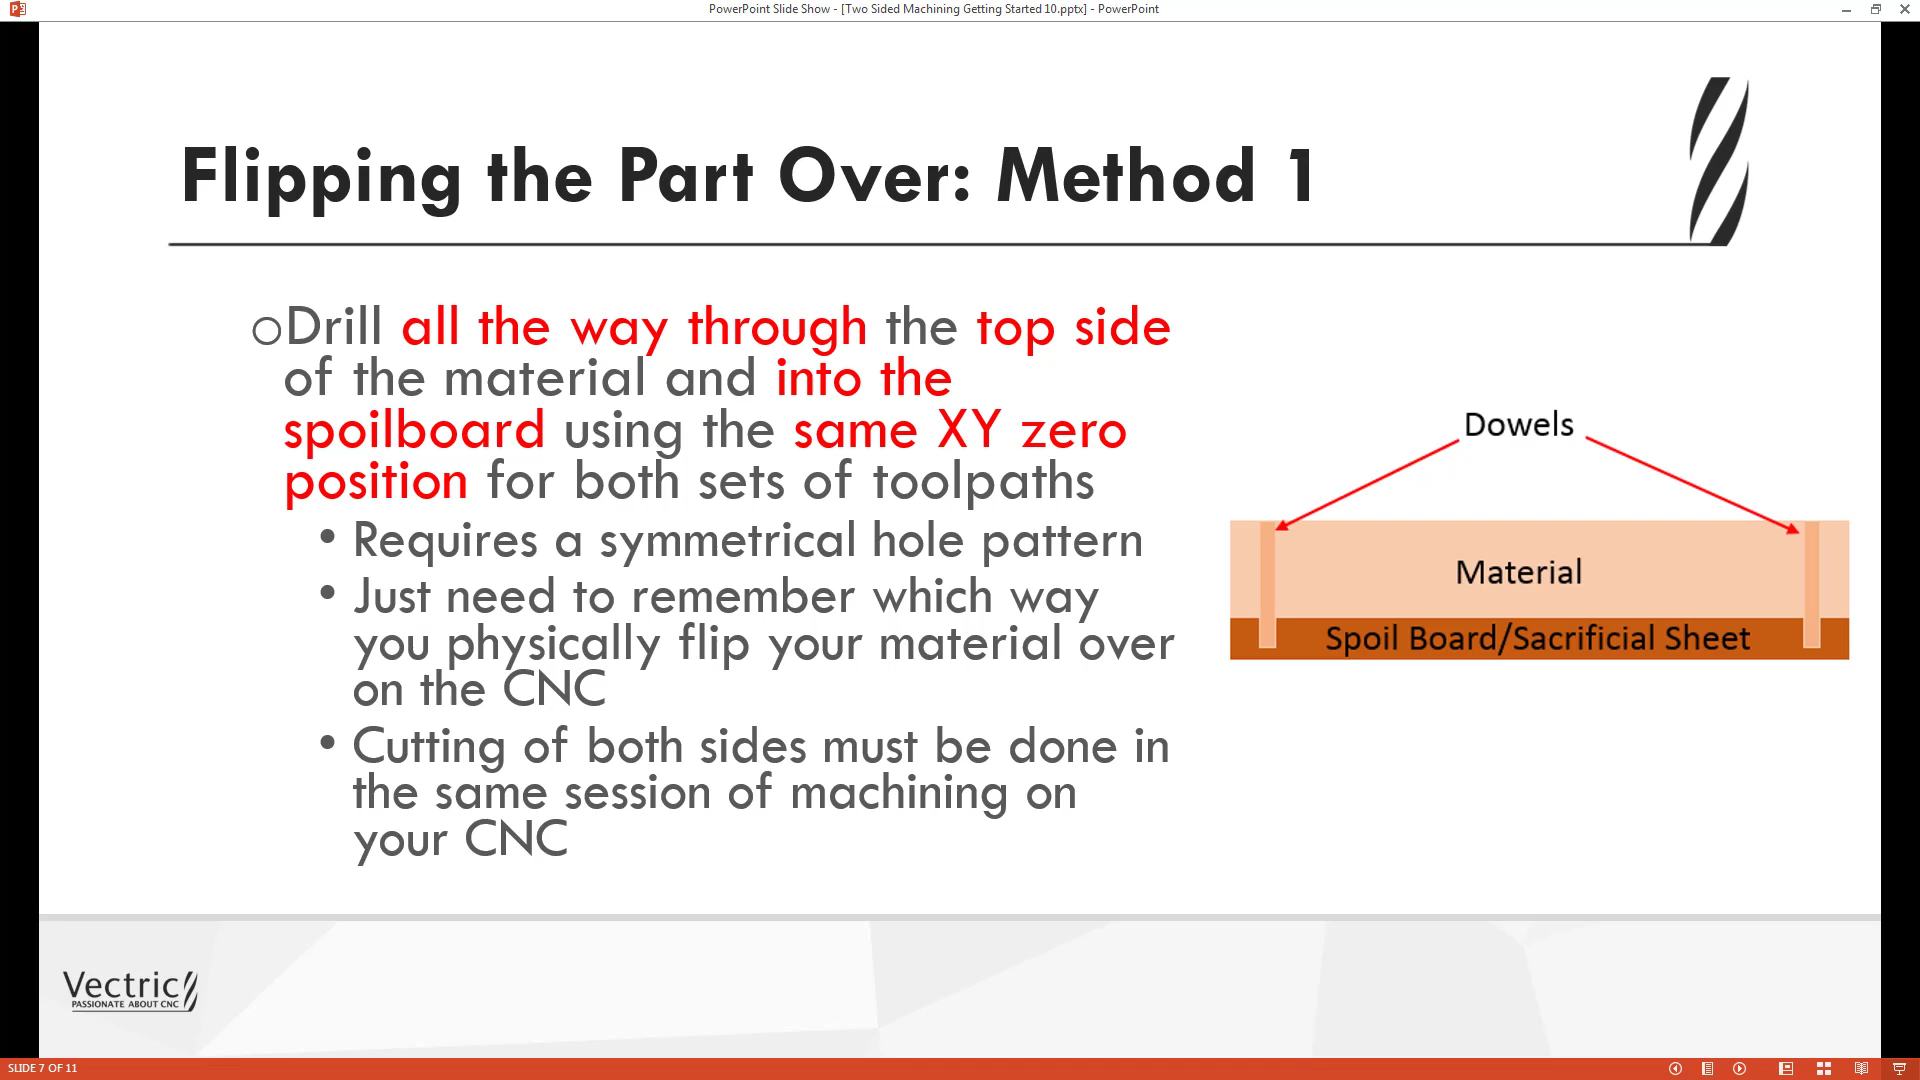 PowerPoint Slide Show - [Two Sided Machining Getting Started 10.pptx] - PowerPoint
Flipping the Part Over: Method 1
oDrill all the way through the top side
of the material and into the
spoilboard using the same XY zero
position for both sets of toolpaths
• Requires a symmetrical hole pattern
• Just need to remember which way
you physically flip your material over
on the CNC
• Cutting of both sides must be done in
the same session of machining on
your CNC
Dowels
Material
Spoil Board/Sacrificial Sheet
Vectric
PASSIONATE ABOUT CNC
SLIDE 7 OF 11